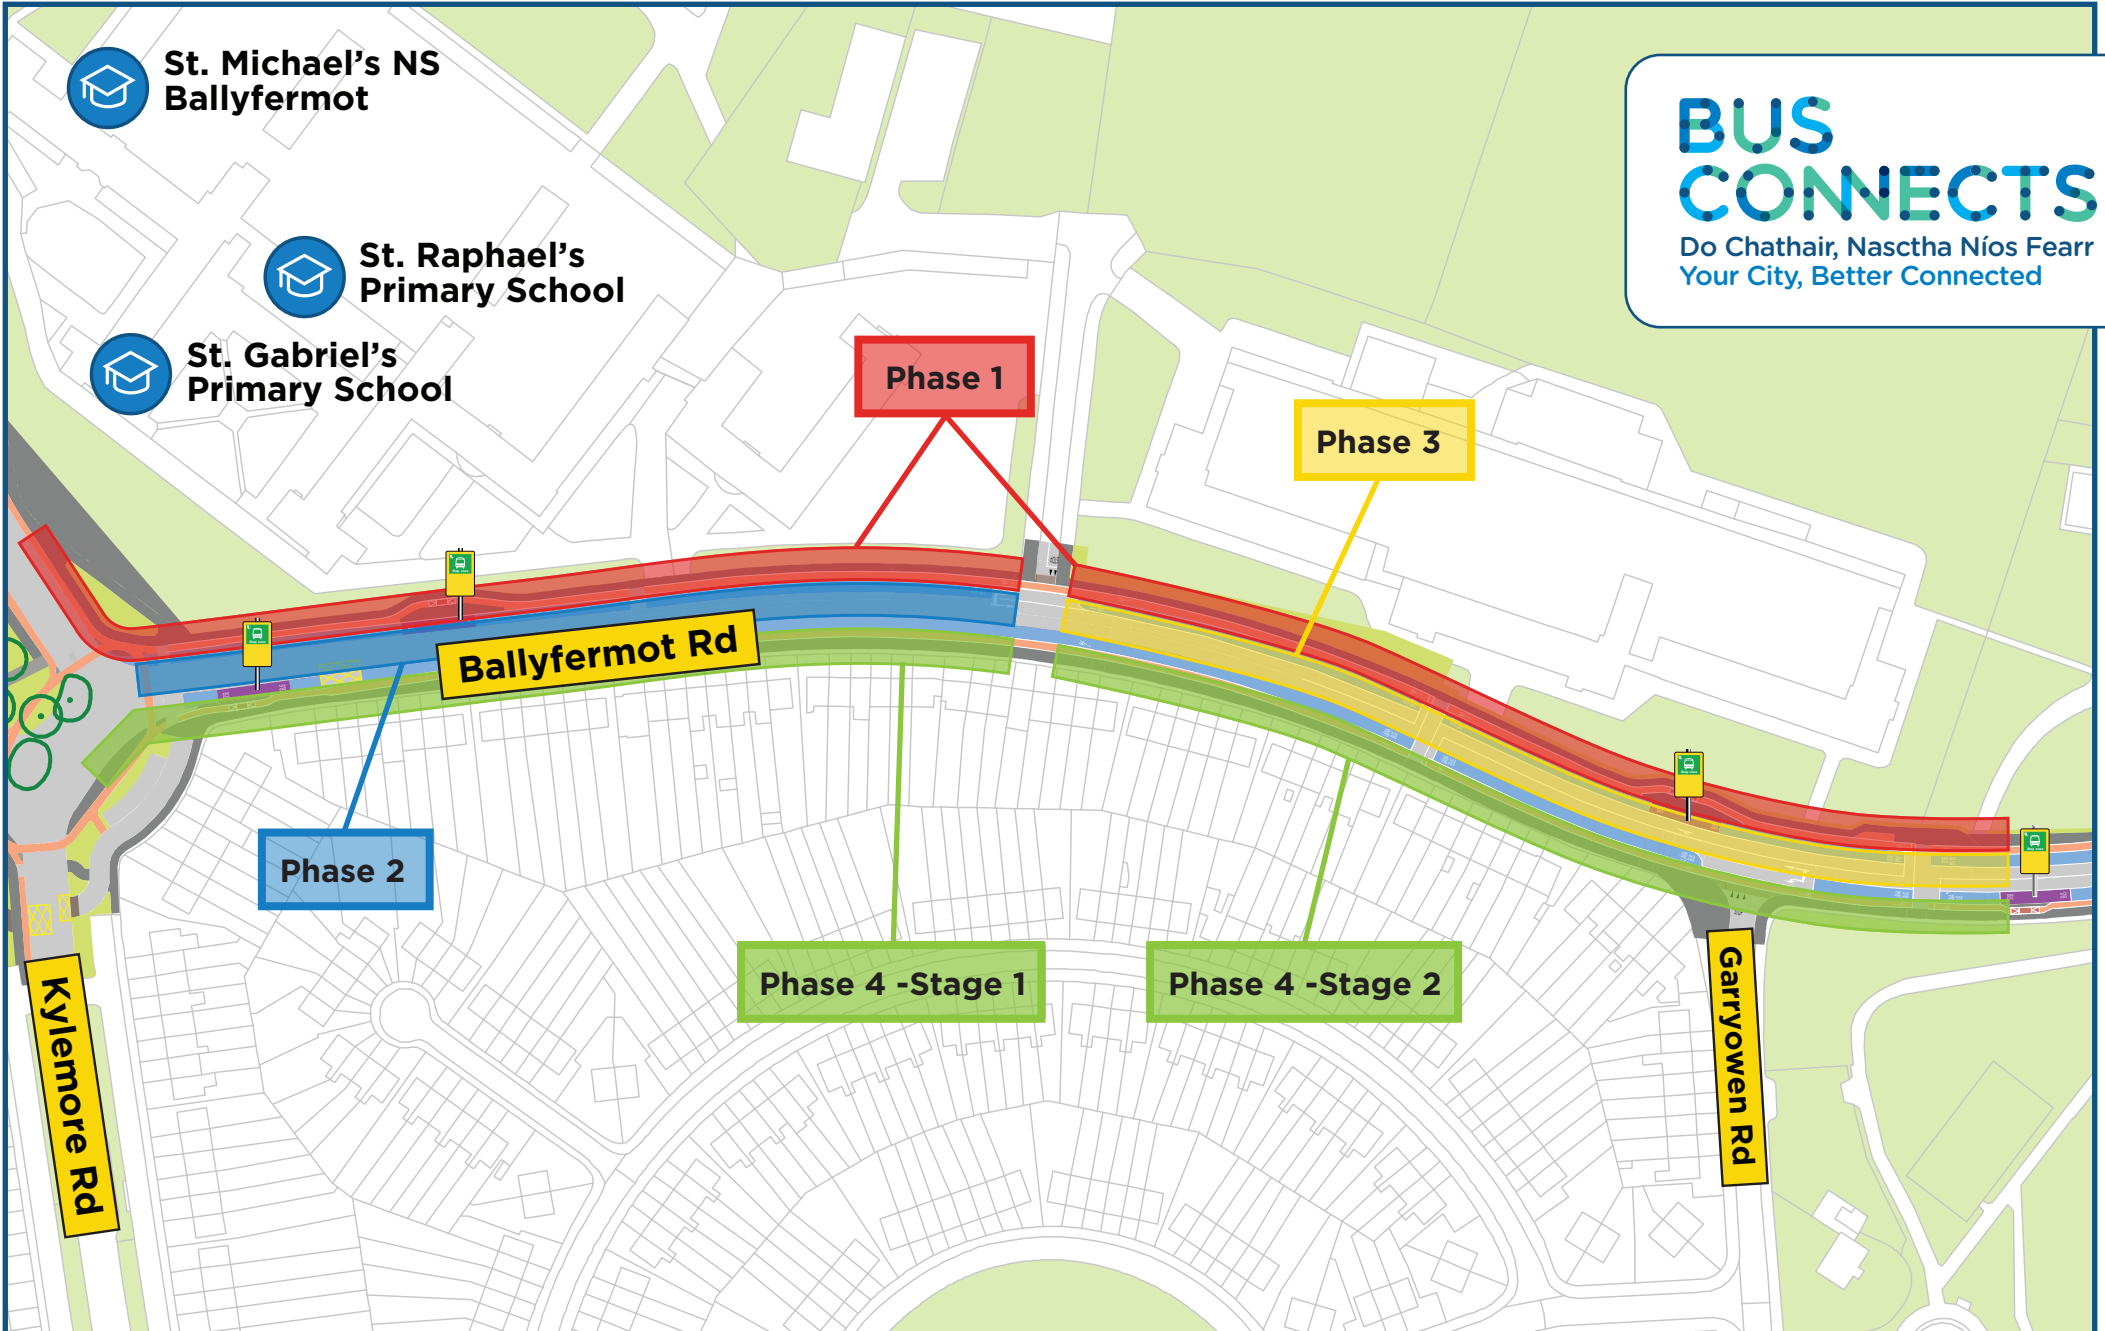 St. Michael's NS
Ballyfermot
BUS
CONNECTS
Do Chathair, Nasctha Níos Fearr
Your City, Better Connected
St. Raphael's
Primary School
St. Gabriel's
Primary School
Phase 1
Phase 3
Ballyfermot Rd
Phase 2
Phase 4 -Stage 1
Phase 4 -Stage 2
Kylemore Rd
Garryowen Rd